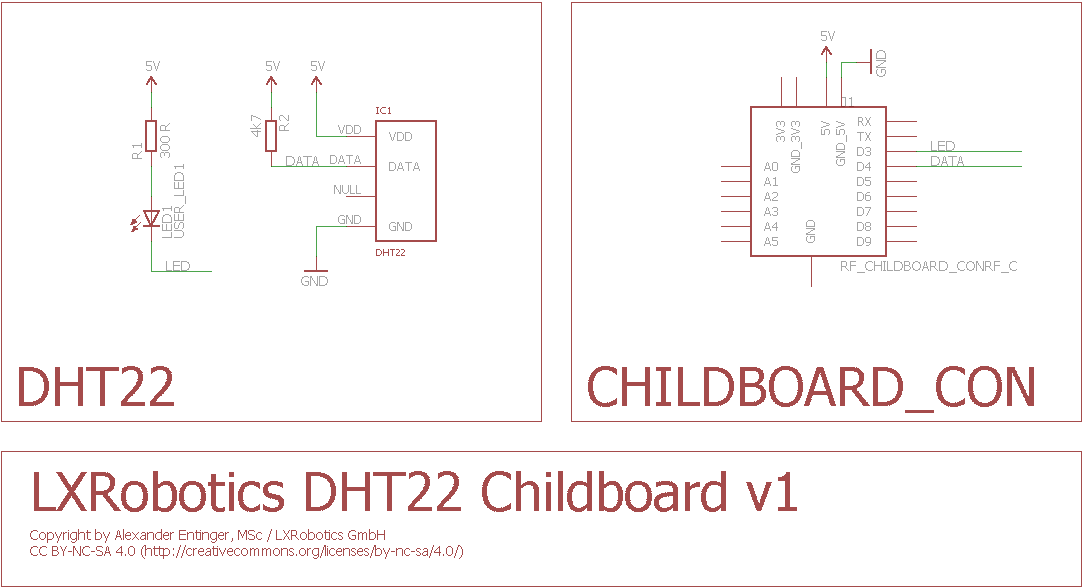 5V
5V
5V
R1
300 R
4k7
R2
LED1
USER_LED1
LED
IC1
VDD
VDD
DATA
DATA
DATA
NULL
GND
GND
DHT22
GND
DHT22
5V
GND
J1
3V3
GND_3V3
5V
GND_5V
RX
TX
D3
LED
D4
DATA
D5
D6
D7
D8
D9
A0
A1
A2
A3
A4
A5
GND
RF_CHILDBOARD_CONRF_C
CHILDBOARD_CON
LXRobotics DHT22 Childboard v1
Copyright by Alexander Entinger, MSc / LXRobotics GmbH
CC BY-NC-SA 4.0 (http://creativecommons.org/licenses/by-nc-sa/4.0/)